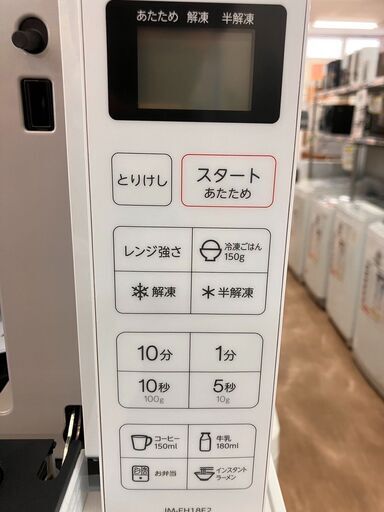 あたため 解凍 半解凍
とりけし
スタート
あたため
レンジ強さ
冷凍ごはん
150g
解凍
半解凍
10分
1分
10秒
100g
5秒
10g
コーヒー
150ml
牛乳
180ml
お弁当
インスタント
ラーメン